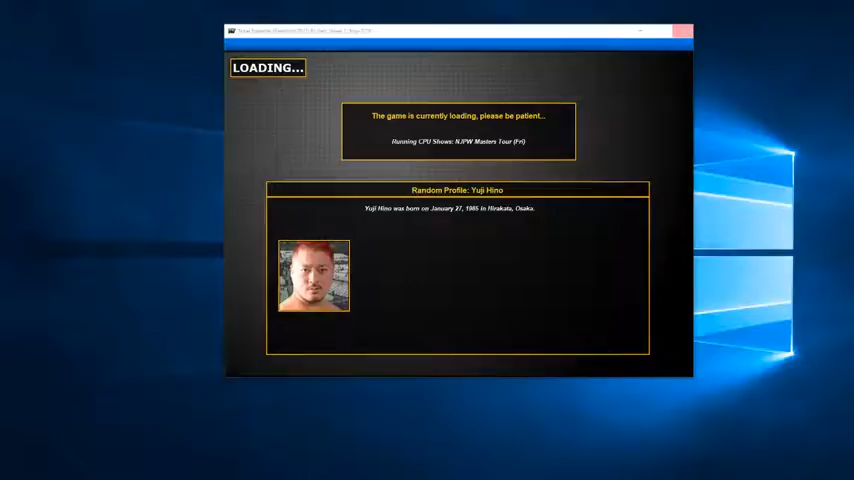 LOADING...
The game is currently loading, please be patient...
Running CPU Shows: NJPW Masters Tour (Fri)
Random Profile: Yuji Hino
Yuji Hino was born on January 27, 1985 in Hirakata, Osaka.